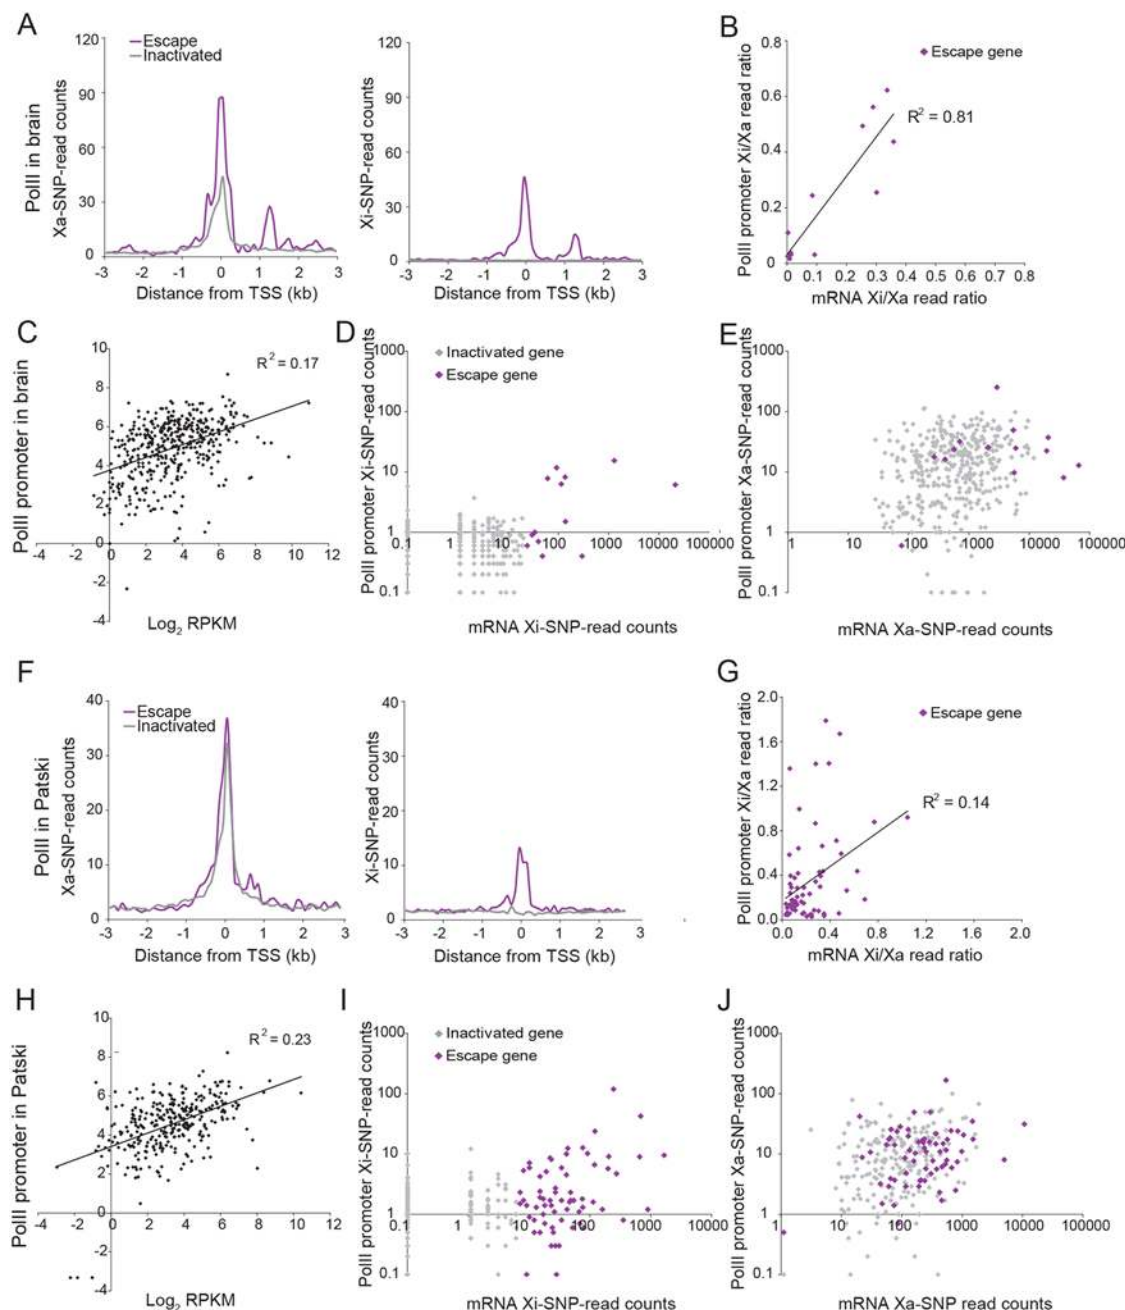 A
PolII in brain
Xa-SNP-read counts
120
90
60
30
0
Escape
Inactivated
-3 -2 -1 0 1 2 3
Distance from TSS (kb)
Xi-SNP-read counts
120
90
60
30
0
-3 -2 -1 0 1 2 3
Distance from TSS (kb)
B
PolII promoter Xi/Xa read ratio
0.8
0.6
0.4
0.2
0
Escape gene
R² = 0.81
0 0.1 0.2 0.3 0.4 0.5 0.6 0.7 0.8
mRNA Xi/Xa read ratio
C
PolII promoter in brain
10
8
6
4
2
0
-2
-4
R² = 0.17
-4 -2 0 2 4 6 8 10 12
Log₂ RPKM
D
PolII promoter Xi-SNP-read counts
1000
100
10
1
0.1
Inactivated gene
Escape gene
0.1 1 10 100 1000 10000 100000
mRNA Xi-SNP-read counts
E
PolII promoter Xa-SNP-read counts
1000
100
10
1
0.1
1 10 100 1000 10000 100000
mRNA Xa-SNP-read counts
F
PolII in Patski
Xa-SNP-read counts
40
30
20
10
0
Escape
Inactivated
-3 -2 -1 0 1 2 3
Distance from TSS (kb)
Xi-SNP-read counts
40
30
20
10
0
-3 -2 -1 0 1 2 3
Distance from TSS (kb)
G
PolII promoter Xi/Xa read ratio
2.0
1.6
1.2
0.8
0.4
0.0
Escape gene
R² = 0.14
0.0 0.4 0.8 1.2 1.6 2.0
mRNA Xi/Xa read ratio
H
PolII promoter in Patski
10
8
6
4
2
0
-2
-4
R² = 0.23
-4 -2 0 2 4 6 8 10 12
Log₂ RPKM
I
PolII promoter Xi-SNP-read counts
1000
100
10
1
0.1
Inactivated gene
Escape gene
0.1 1 10 100 1000 10000 100000
mRNA Xi-SNP-read counts
J
PolII promoter Xa-SNP-read counts
1000
100
10
1
0.1
1 10 100 1000 10000 100000
mRNA Xa-SNP read counts